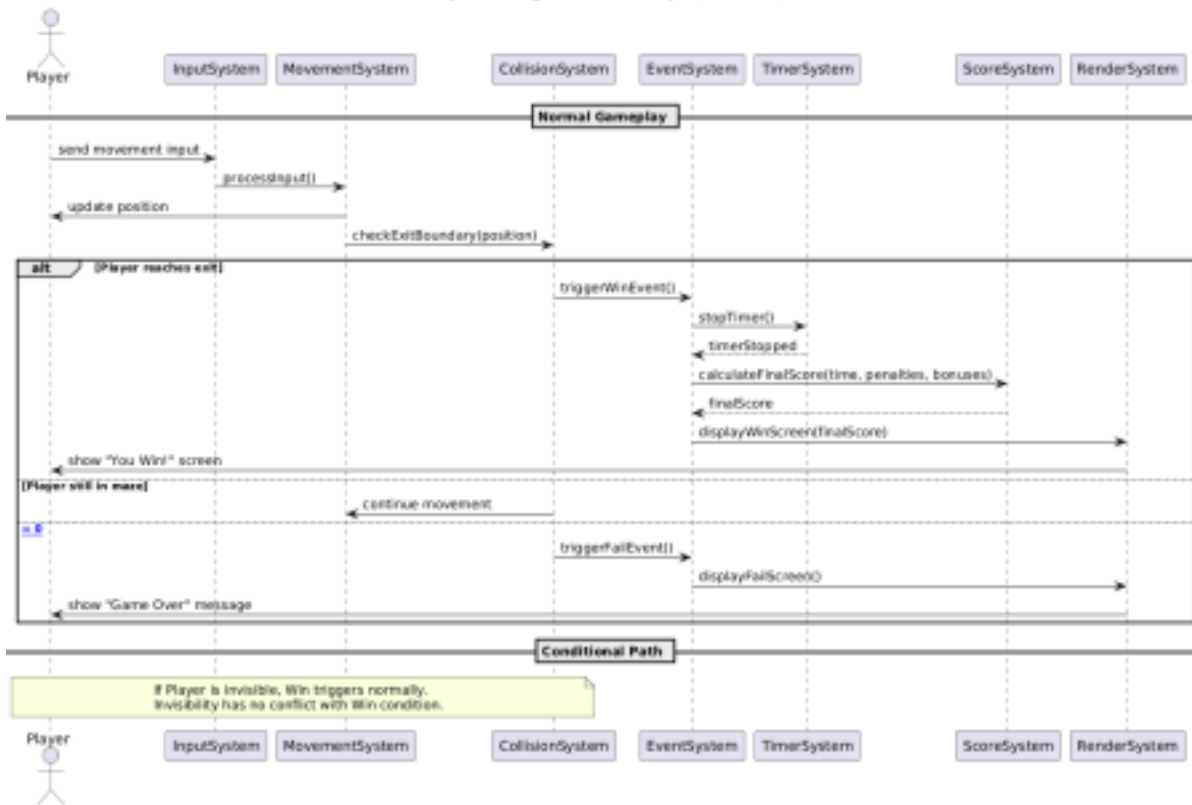 Player
InputSystem
MovementSystem
CollisionSystem
EventSystem
TimerSystem
ScoreSystem
RenderSystem
Normal Gameplay
send movement input
processInput()
update position
checkExitBoundary(position)
alt
[Player reaches exit]
triggerWinEvent()
stopTimer()
timerStopped
calculateFinalScore(time, penalties, bonuses)
finalScore
displayWinScreen(finalScore)
show "You Win!" screen
[Player still in maze]
continue movement
= 0
triggerFailEvent()
displayFailScreen()
show "Game Over" message
Conditional Path
If Player is invisible, Win triggers normally.
Invisibility has no conflict with Win condition.
Player
InputSystem
MovementSystem
CollisionSystem
EventSystem
TimerSystem
ScoreSystem
RenderSystem